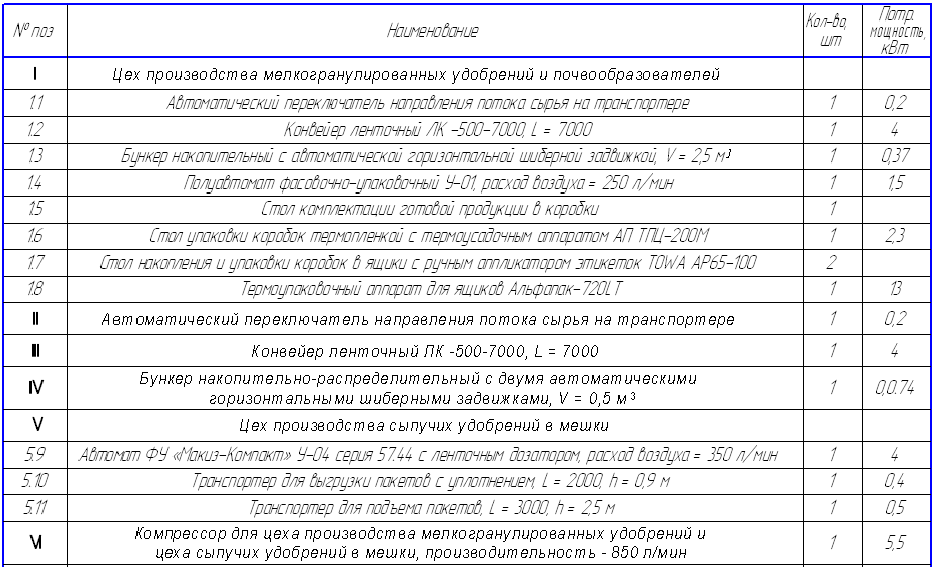 № поз Наименование Кол-во, шт Потр. мощность, кВт
I Цех производства мелкогранулированных удобрений и почвообразователей
1.1 Автоматический переключатель направления потока сырья на транспортере 1 0,2
1.2 Конвейер ленточный ЛК -500-7000, L = 7000 1 4
1.3 Бункер накопительный с автоматической горизонтальной шиберной задвижкой, V = 2,5 м³ 1 0,37
1.4 Полуавтомат фасовочно-упаковочный У-01, расход воздуха = 250 л/мин 1 1,5
1.5 Стол комплектации готовой продукции в коробки 1
1.6 Стол упаковки коробок термопленкой с термоусадочным аппаратом АП ТПЦ-200М 1 2,3
1.7 Стол накопления и упаковки коробок в ящики с ручным аппликатором этикеток TOWA AP65-100 2
1.8 Термоупаковочный аппарат для ящиков Альфапак-720LT 1 13
II Автоматический переключатель направления потока сырья на транспортере 1 0,2
III Конвейер ленточный ЛК -500-7000, L = 7000 1 4
IV Бункер накопительно-распределительный с двумя автоматическими
горизонтальными шиберными задвижками, V = 0,5 м³ 1 0,0.74
V Цех производства сыпучих удобрений в мешки
5.9 Автомат ФУ «Макиз-Компакт» У-04 серия 57.44 с ленточным дозатором, расход воздуха = 350 л/мин 1 4
5.10 Транспортер для выгрузки пакетов с уплотнением, L = 2000, h = 0,9 м 1 0,4
5.11 Транспортер для подъема пакетов, L = 3000, h = 2,5 м 1 0,5
VI Компрессор для цеха производства мелкогранулированных удобрений и
цеха сыпучих удобрений в мешки, производительность - 850 л/мин 1 5,5